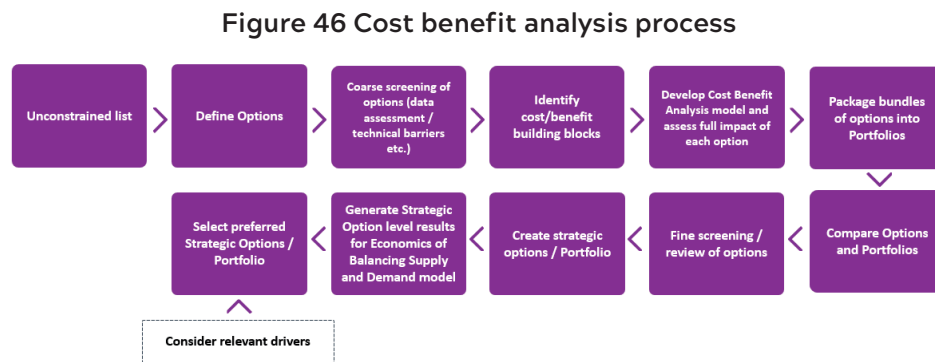 Figure 46 Cost benefit analysis process
Unconstrained list
Define Options
Coarse screening of
options (data
assessment /
technical barriers
etc.)
Identify
cost/benefit
building blocks
Develop Cost Benefit
Analysis model and
assess full impact of
each option
Package bundles
of options into
Portfolios
Compare Options
and Portfolios
Fine screening /
review of options
Create strategic
options / Portfolio
Generate Strategic
Option level results
for Economics of
Balancing Supply
and Demand model
Select preferred
Strategic Options /
Portfolio
Consider relevant drivers